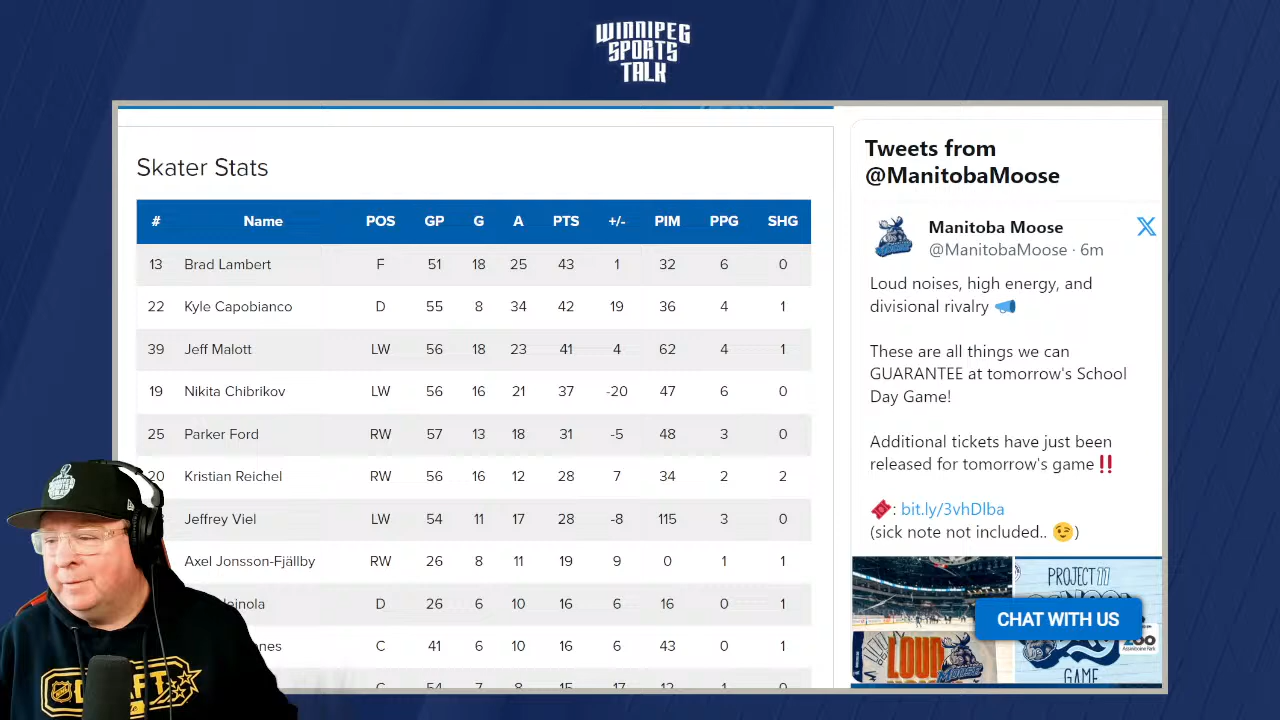 WINNIPEG
SPORTS
TALK
Skater Stats
# Name POS GP G A PTS +/- PIM PPG SHG
13 Brad Lambert F 51 18 25 43 1 32 6 0
22 Kyle Capobianco D 55 8 34 42 19 36 4 1
39 Jeff Malott LW 56 18 23 41 4 62 4 1
19 Nikita Chibrikov LW 56 16 21 37 -20 47 6 0
25 Parker Ford RW 57 13 18 31 -5 48 3 0
20 Kristian Reichel RW 56 16 12 28 7 34 2 2
Jeffrey Viel LW 54 11 17 28 -8 115 3 0
Axel Jonsson-Fjällby RW 26 8 11 19 9 0 1 1
D 26 6 10 16 6 16 0 1
C 43 6 10 16 6 43 0 1
Tweets from
@ManitobaMoose
Manitoba Moose
@ManitobaMoose · 6m
Loud noises, high energy, and
divisional rivalry 📣
These are all things we can
GUARANTEE at tomorrow's School
Day Game!
Additional tickets have just been
released for tomorrow's game ‼️
🎟️: bit.ly/3vhDlba
(sick note not included.. 😉)
PROJECT 11
CHAT WITH US
LOUD
GAME
DRAFT